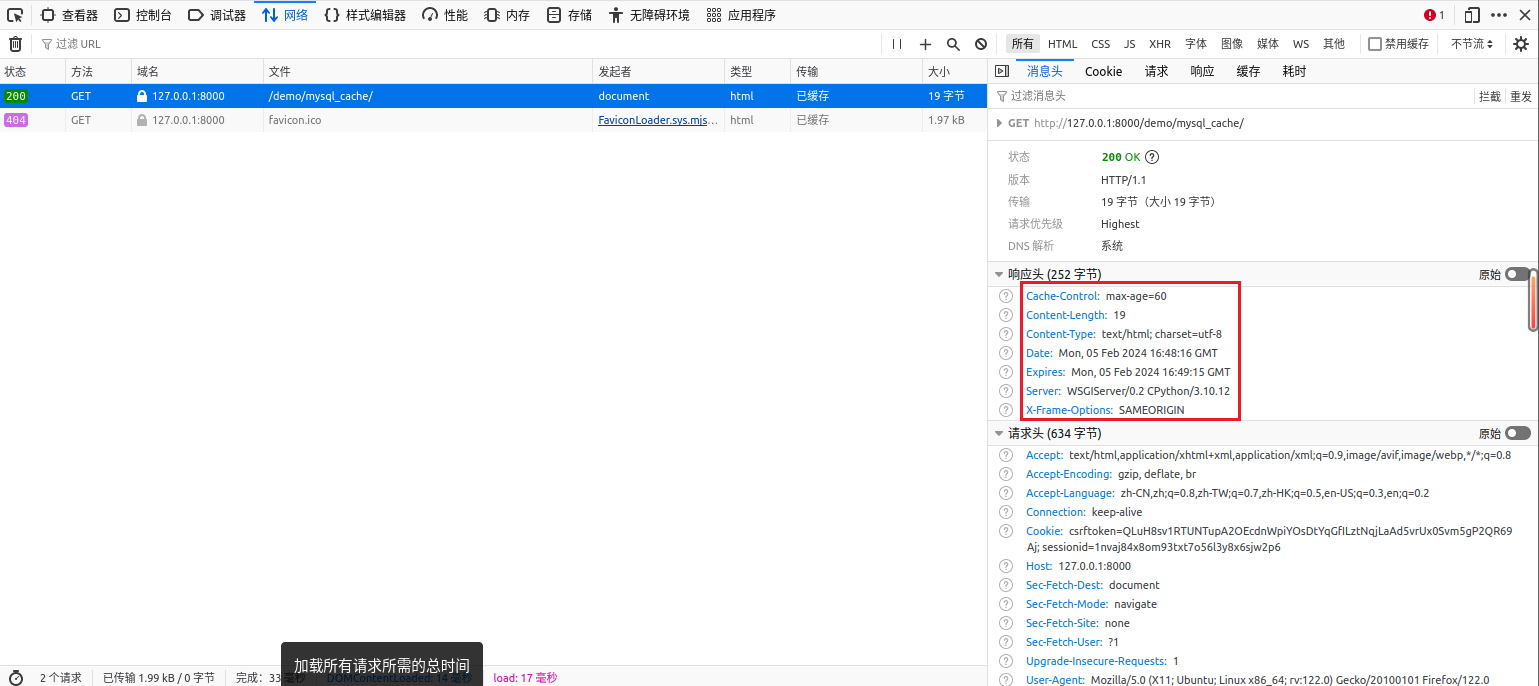 查看器 控制台 调试器 网络 样式编辑器 性能 内存 存储 无障碍环境 应用程序 1
过滤 URL 所有 HTML CSS JS XHR 字体 图像 媒体 WS 其他 禁用缓存 不节流
状态 方法 域名 文件 发起者 类型 传输 大小
200 GET 127.0.0.1:8000 /demo/mysql_cache/ document html 已缓存 19 字节
404 GET 127.0.0.1:8000 favicon.ico FaviconLoader.sys.mjs... html 已缓存 1.97 kB
消息头 Cookie 请求 响应 缓存 耗时
过滤消息头 拦截 重发
GET http://127.0.0.1:8000/demo/mysql_cache/
状态 200 OK
版本 HTTP/1.1
传输 19 字节（大小 19 字节）
请求优先级 Highest
DNS 解析 系统
响应头 (252 字节) 原始
Cache-Control: max-age=60
Content-Length: 19
Content-Type: text/html; charset=utf-8
Date: Mon, 05 Feb 2024 16:48:16 GMT
Expires: Mon, 05 Feb 2024 16:49:15 GMT
Server: WSGIServer/0.2 CPython/3.10.12
X-Frame-Options: SAMEORIGIN
请求头 (634 字节) 原始
Accept: text/html,application/xhtml+xml,application/xml;q=0.9,image/avif,image/webp,*/*;q=0.8
Accept-Encoding: gzip, deflate, br
Accept-Language: zh-CN,zh;q=0.8,zh-TW;q=0.7,zh-HK;q=0.5,en-US;q=0.3,en;q=0.2
Connection: keep-alive
Cookie: csrftoken=QLuH8sv1RTUNTupA2OEcdnWpiYOsDtYqGfILztNqjLaAd5vrUx0Svm5gP2QR69
Aj; sessionid=1nvaj84x8om93txt7o56l3y8x6sjw2p6
Host: 127.0.0.1:8000
Sec-Fetch-Dest: document
Sec-Fetch-Mode: navigate
Sec-Fetch-Site: none
Sec-Fetch-User: ?1
Upgrade-Insecure-Requests: 1
User-Agent: Mozilla/5.0 (X11; Ubuntu; Linux x86_64; rv:122.0) Gecko/20100101 Firefox/122.0
加载所有请求所需的总时间
2 个请求 已传输 1.99 kB / 0 字节 完成：33 毫秒 DOMContentLoaded: 14 毫秒 load: 17 毫秒